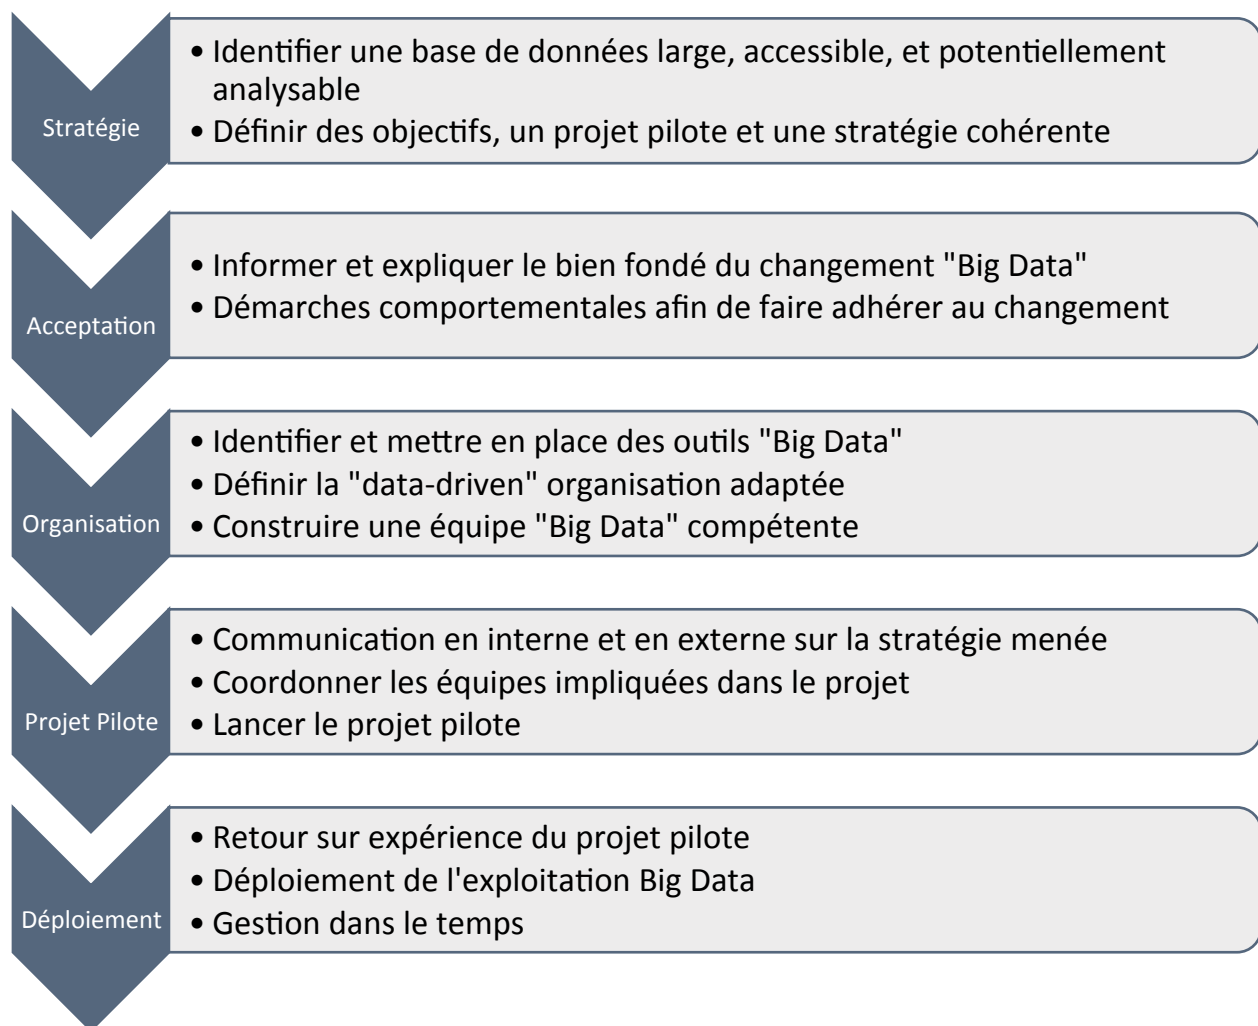 Stratégie
• Identifier une base de données large, accessible, et potentiellement
analysable
• Définir des objectifs, un projet pilote et une stratégie cohérente
Acceptation
• Informer et expliquer le bien fondé du changement "Big Data"
• Démarches comportementales afin de faire adhérer au changement
Organisation
• Identifier et mettre en place des outils "Big Data"
• Définir la "data-driven" organisation adaptée
• Construire une équipe "Big Data" compétente
Projet Pilote
• Communication en interne et en externe sur la stratégie menée
• Coordonner les équipes impliquées dans le projet
• Lancer le projet pilote
Déploiement
• Retour sur expérience du projet pilote
• Déploiement de l'exploitation Big Data
• Gestion dans le temps